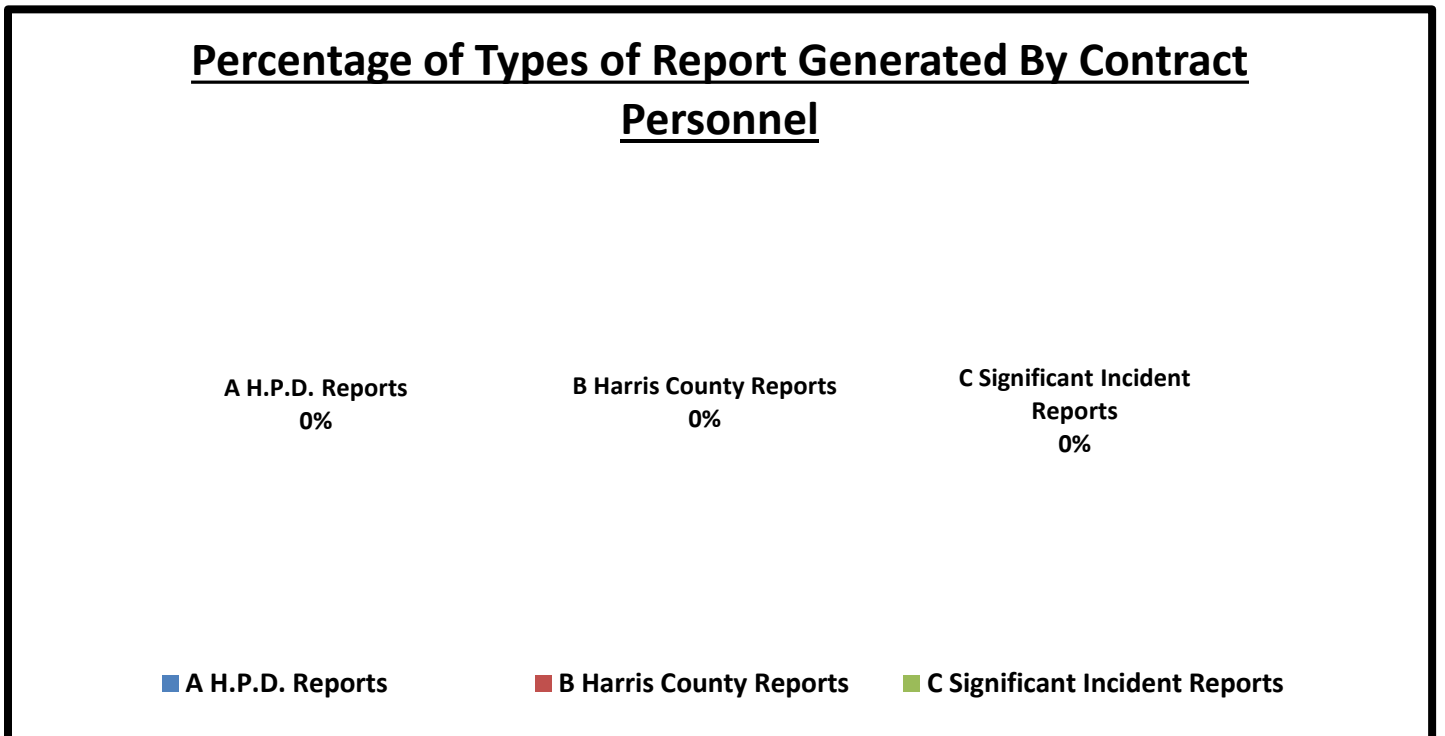 Percentage of Types of Report Generated By Contract
Personnel
A H.P.D. Reports
0%
B Harris County Reports
0%
C Significant Incident
Reports
0%
A H.P.D. Reports
B Harris County Reports
C Significant Incident Reports